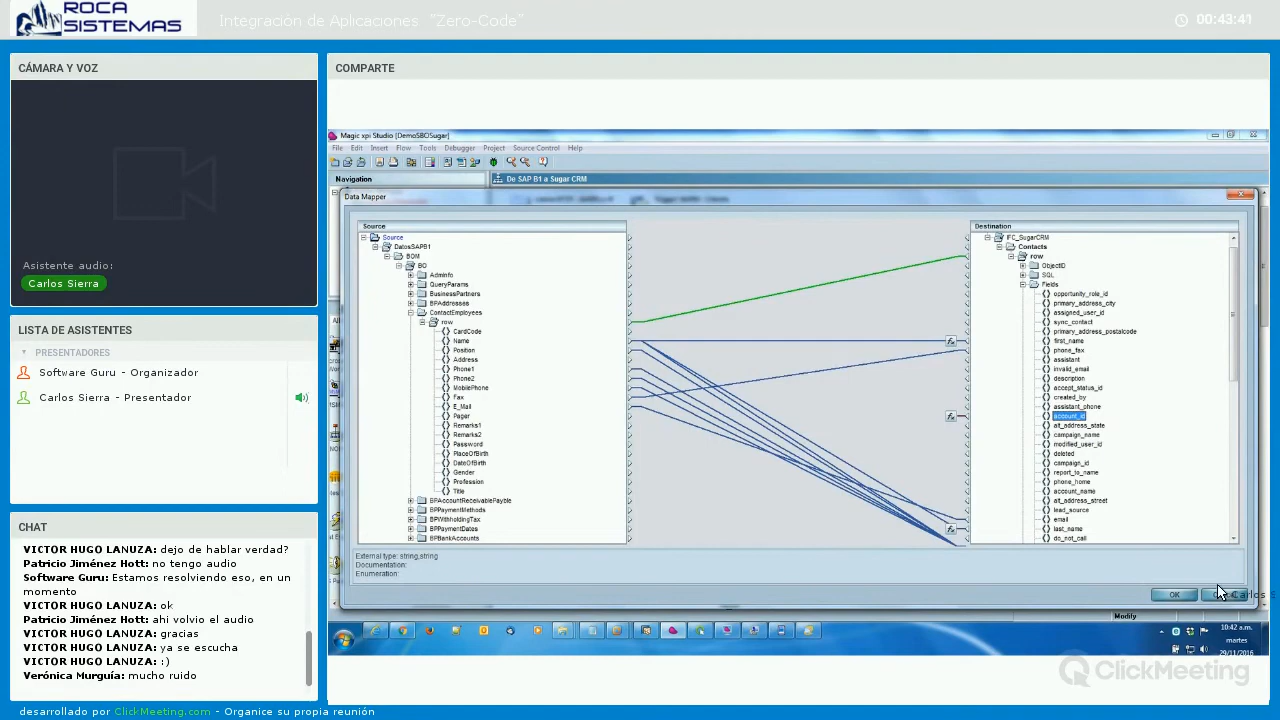 ROCA
SISTEMAS
Integración de Aplicaciones "Zero-Code"
00:43:41
CÁMARA Y VOZ
Asistente audio:
Carlos Sierra
LISTA DE ASISTENTES
PRESENTADORES
Software Guru - Organizador
Carlos Sierra - Presentador
CHAT
VICTOR HUGO LANUZA: dejo de hablar verdad?
Patricio Jiménez Hott: no tengo audio
Software Guru: Estamos resolviendo eso, en un
momento
VICTOR HUGO LANUZA: ok
Patricio Jiménez Hott: ahi volvio el audio
VICTOR HUGO LANUZA: gracias
VICTOR HUGO LANUZA: ya se escucha
VICTOR HUGO LANUZA: :)
Verónica Murguía: mucho ruido
COMPARTE
Magic xpi Studio [DemoSBOSugar]
File Edit Insert Flow Tools Debugger Project Source Control Help
Navigation
De SAP B1 a Sugar CRM
Data Mapper
Source
Source
DatosSAPB1
BOM
BO
AdmInfo
QueryParams
BusinessPartners
BPAddresses
ContactEmployees
row
CardCode
Name
Position
Address
Phone1
Phone2
MobilePhone
Fax
E_Mail
Pager
Remarks1
Remarks2
Password
PlaceOfBirth
DateOfBirth
Gender
Profession
Title
BPAccountReceivablePayble
BPPaymentMethods
BPWithholdingTax
BPPaymentDates
BPBankAccounts
Destination
IFC_SugarCRM
Contacts
row
ObjectID
SQL
Fields
opportunity_role_id
primary_address_city
assigned_user_id
sync_contact
primary_address_postalcode
first_name
phone_fax
assistant
invalid_email
description
accept_status_id
created_by
assistant_phone
account_id
alt_address_state
campaign_name
modified_user_id
deleted
campaign_id
report_to_name
phone_home
account_name
alt_address_street
lead_source
email
last_name
do_not_call
External type: string,string
Documentation:
Enumeration:
OK
Carlos S
Modify
10:42 a.m.
martes
29/11/2016
ClickMeeting
desarrollado por ClickMeeting.com - Organice su propia reunión